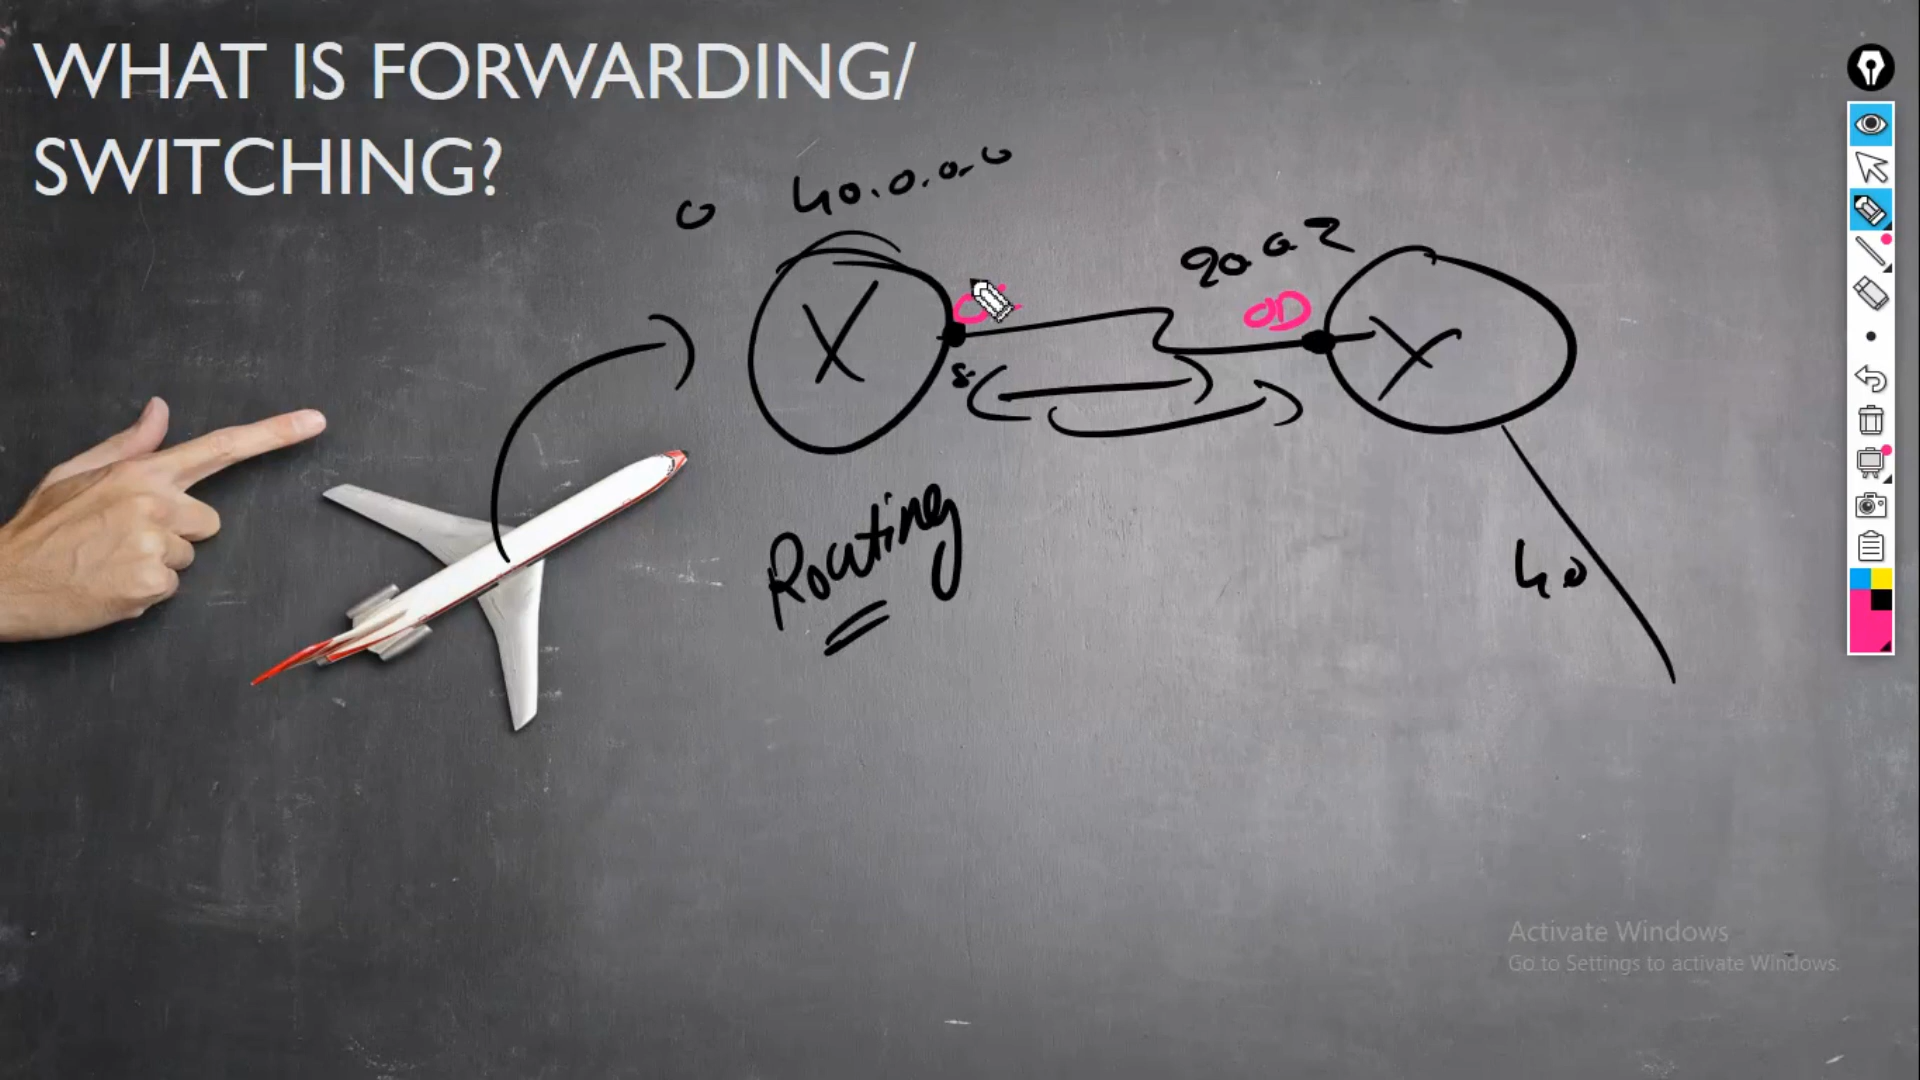 WHAT IS FORWARDING/
SWITCHING?
40.0.0.0
20.0.2
OD
s.
Routing
40
Activate Windows
Go to Settings to activate Windows.